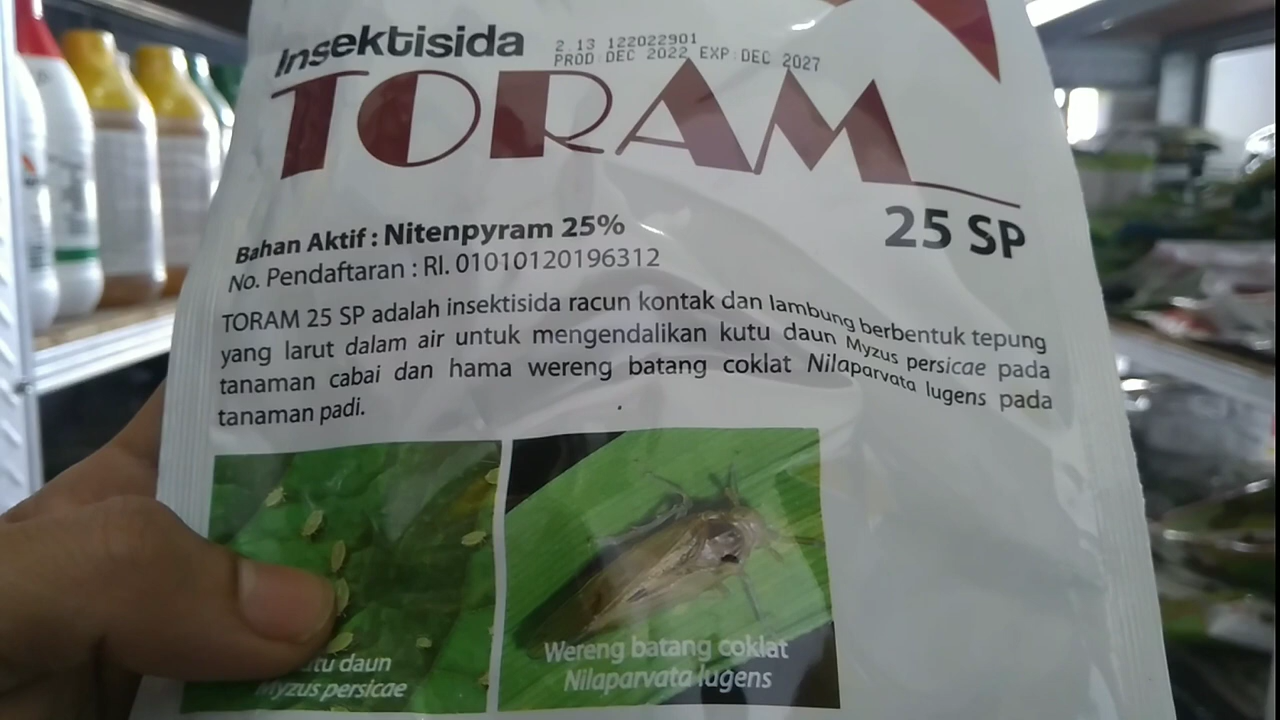 Insektisida
2 13 122022901
PROD DEC 2022 EXP DEC 2027
TORAM
25 SP
Bahan Aktif : Nitenpyram 25%
No. Pendaftaran : RI. 01010120196312
TORAM 25 SP adalah insektisida racun kontak dan lambung berbentuk tepung
yang larut dalam air untuk mengendalikan kutu daun Myzus persicae pada
tanaman cabai dan hama wereng batang coklat Nilaparvata lugens pada
tanaman padi.
daun
Myzus persicae
Wereng batang coklat
Nilaparvata lugens